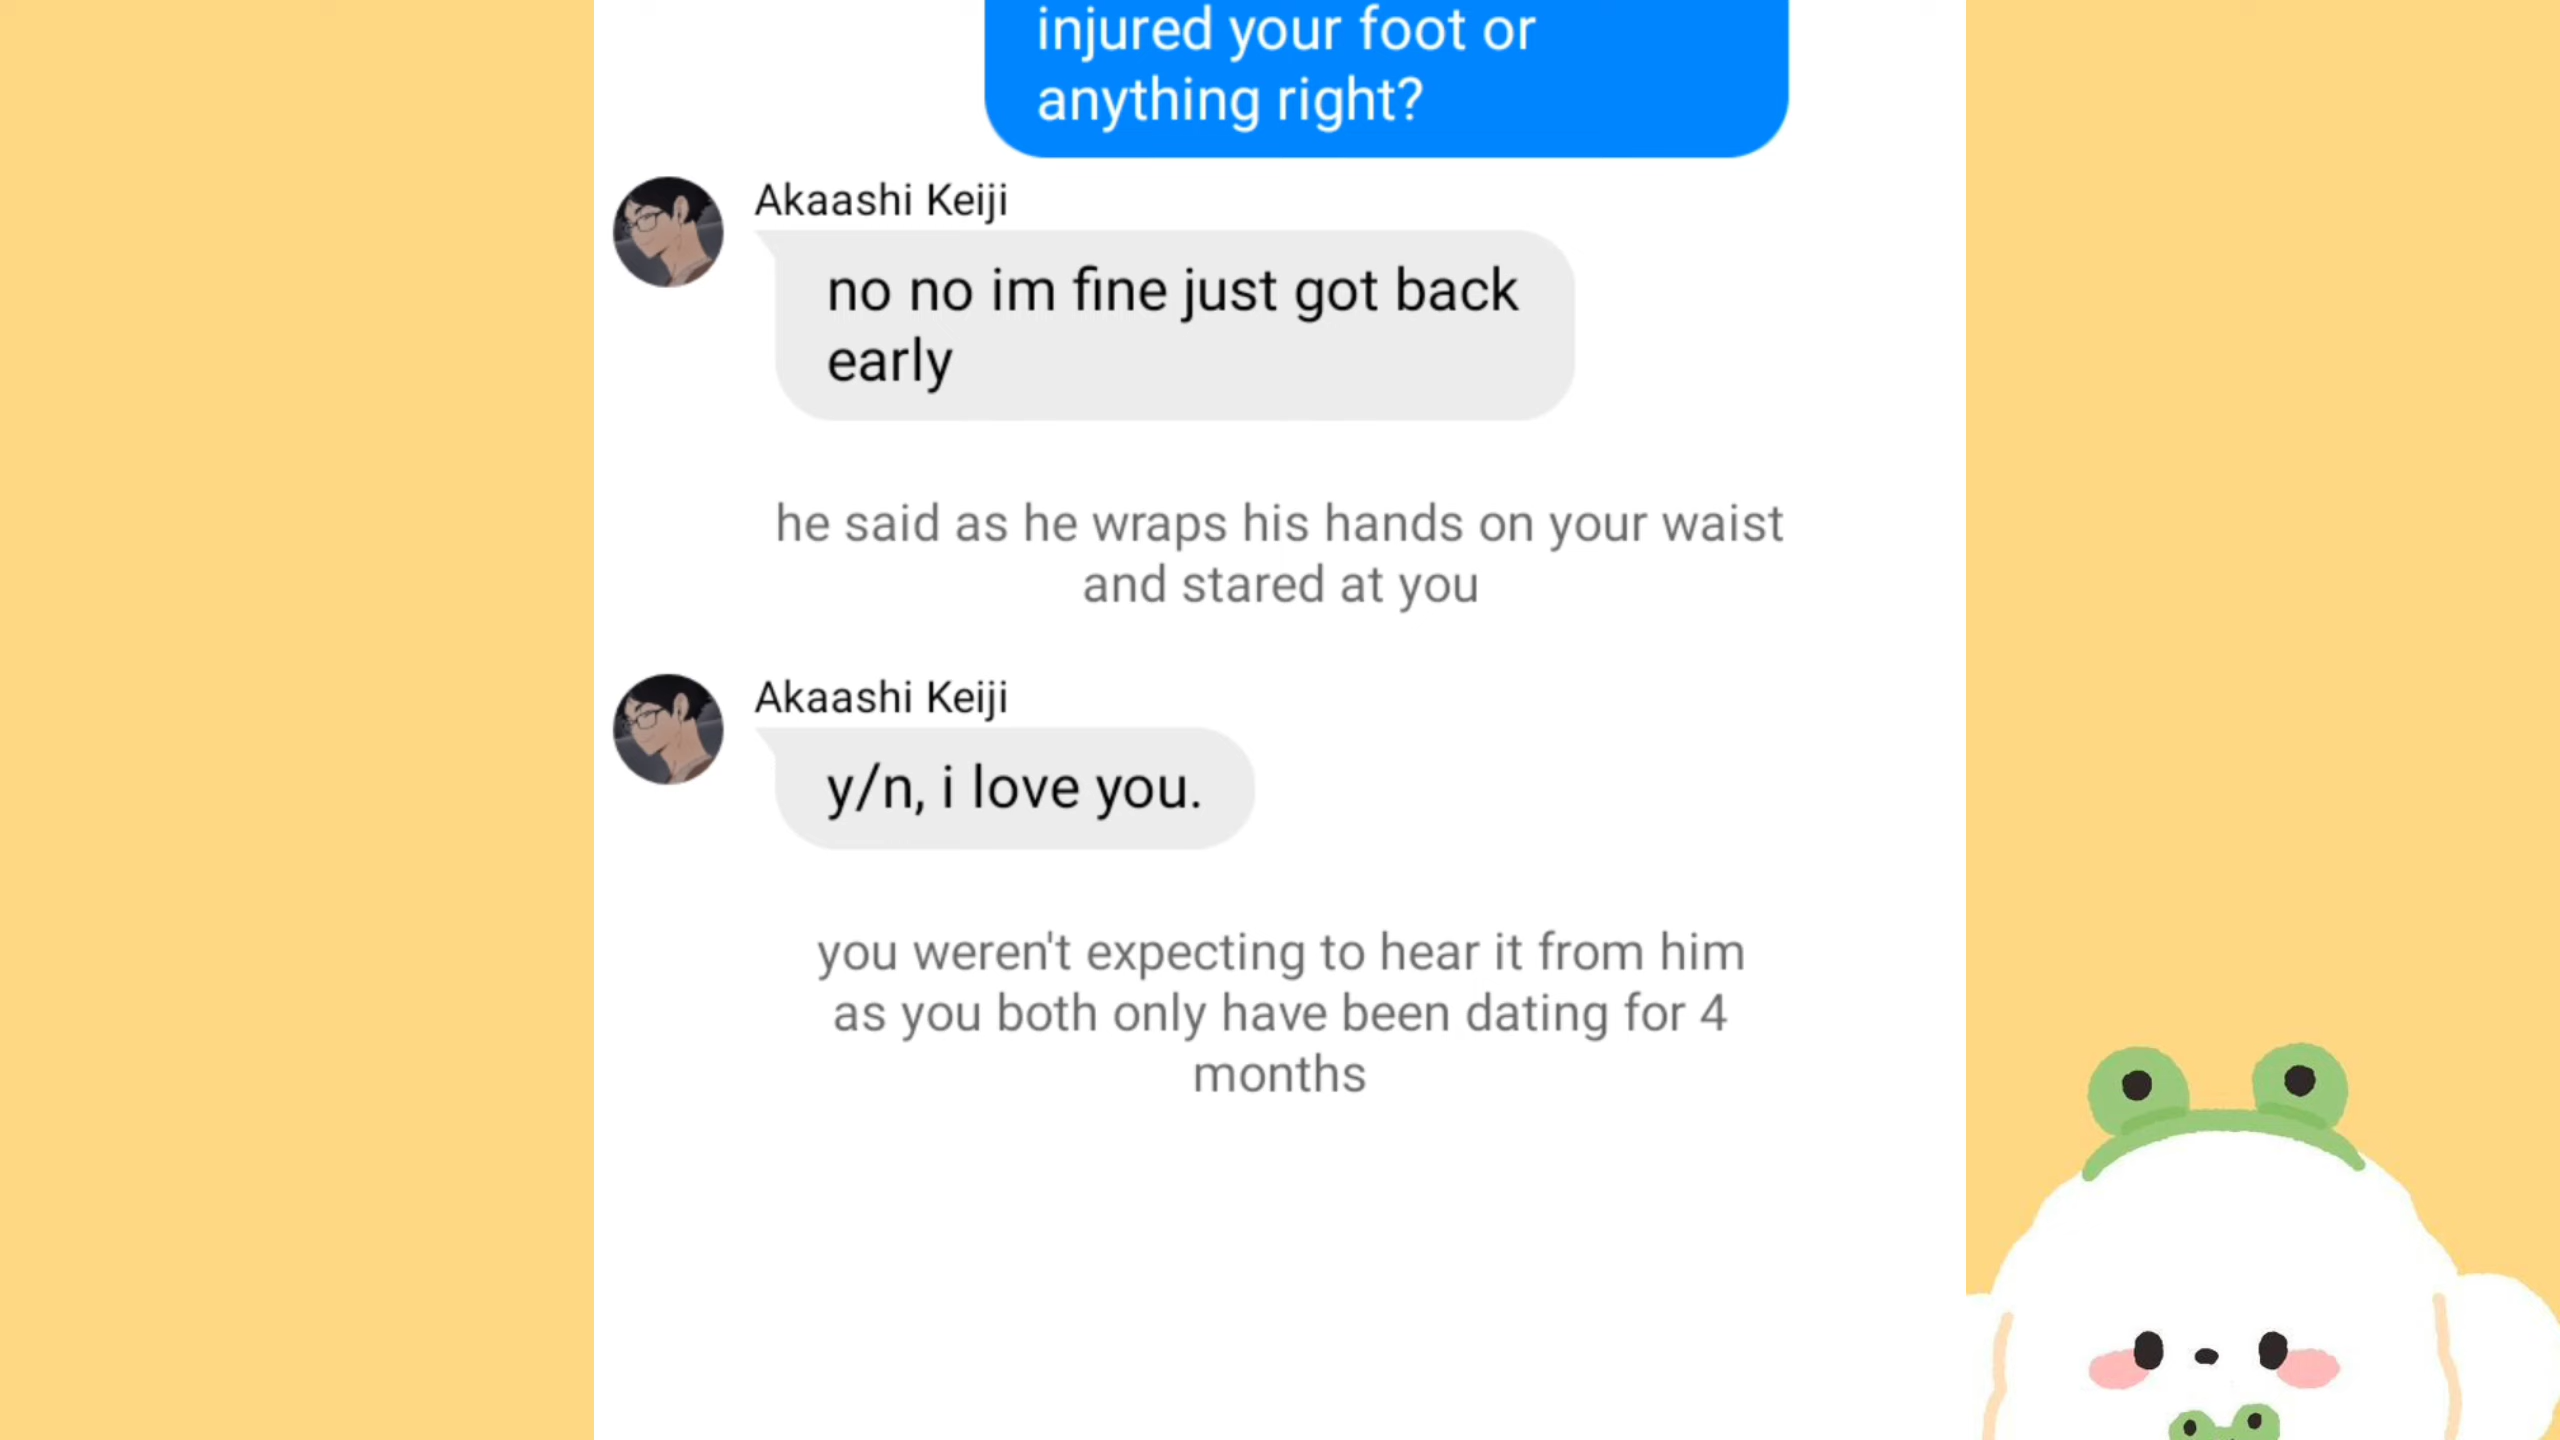 injured your foot or
anything right?
Akaashi Keiji
no no im fine just got back
early
he said as he wraps his hands on your waist
and stared at you
Akaashi Keiji
y/n, i love you.
you weren't expecting to hear it from him
as you both only have been dating for 4
months